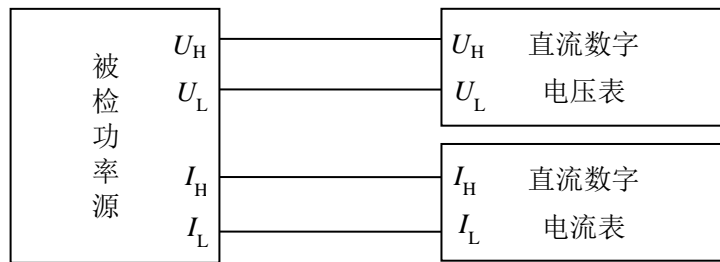 被检功率源
U_H
U_L
I_H
I_L
U_H 直流数字
U_L 电压表
I_H 直流数字
I_L 电流表